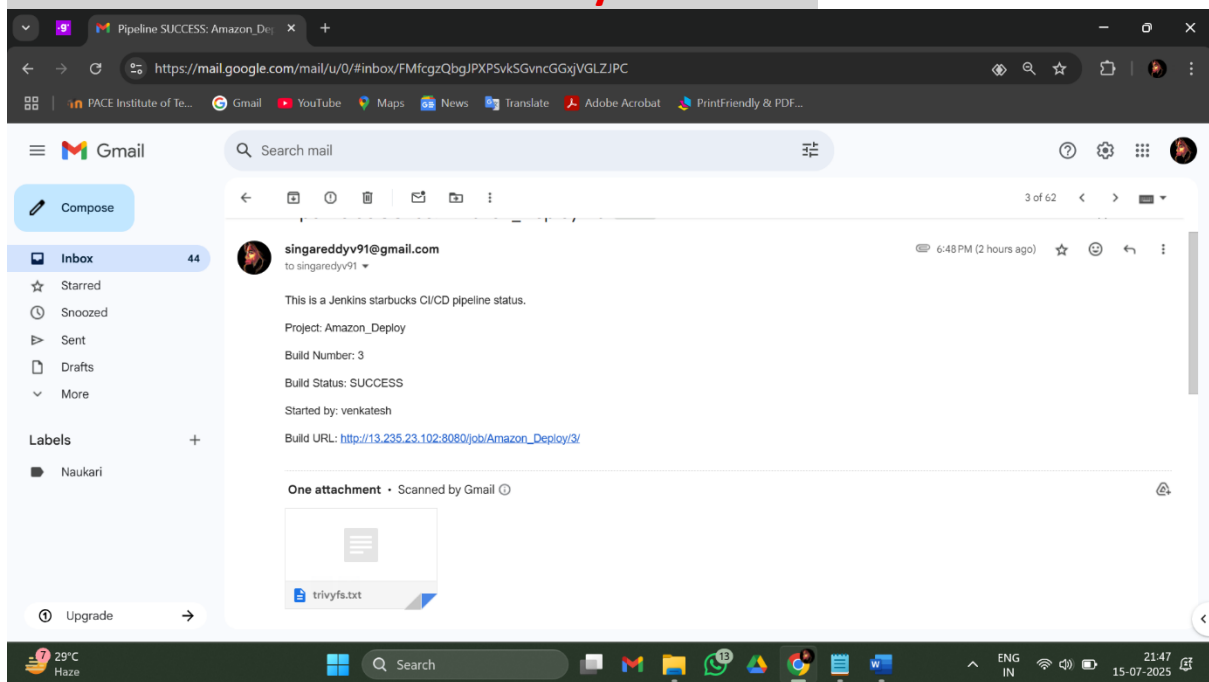 Pipeline SUCCESS: Amazon_Dep
https://mail.google.com/mail/u/0/#inbox/FMfcgzQbgJPXPSvkSGvncGGxjVGLZJPC
PACE Institute of Te... Gmail YouTube Maps News Translate Adobe Acrobat PrintFriendly & PDF...
Gmail
Search mail
Compose
3 of 62
Inbox 44
Starred
Snoozed
Sent
Drafts
More
Labels
Naukari
Upgrade
singareddyv91@gmail.com
6:48 PM (2 hours ago)
to singaredyv91
This is a Jenkins starbucks CI/CD pipeline status.
Project: Amazon_Deploy
Build Number: 3
Build Status: SUCCESS
Started by: venkatesh
Build URL: http://13.235.23.102:8080/job/Amazon_Deploy/3/
One attachment • Scanned by Gmail
trivyfs.txt
7
29°C
Haze
Search
13
ENG
IN
21:47
15-07-2025